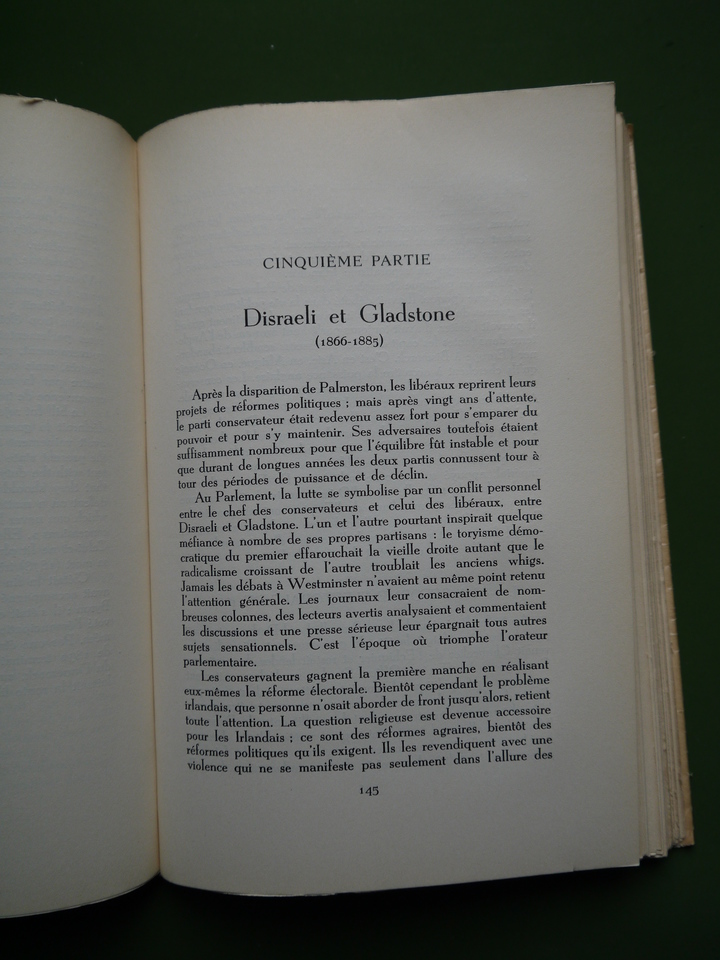 CINQUIÈME PARTIE
Disraeli et Gladstone
(1866-1885)
Après la disparition de Palmerston, les libéraux reprirent leurs
projets de réformes politiques ; mais après vingt ans d'attente,
le parti conservateur était redevenu assez fort pour s'emparer du
pouvoir et pour s'y maintenir. Ses adversaires toutefois étaient
suffisamment nombreux pour que l'équilibre fût instable et pour
que durant de longues années les deux partis connussent tour à
tour des périodes de puissance et de déclin.
Au Parlement, la lutte se symbolise par un conflit personnel
entre le chef des conservateurs et celui des libéraux, entre
Disraeli et Gladstone. L'un et l'autre pourtant inspirait quelque
méfiance à nombre de ses propres partisans : le toryisme démo-
cratique du premier effarouchait la vieille droite autant que le
radicalisme croissant de l'autre troublait les anciens whigs.
Jamais les débats à Westminster n'avaient au même point retenu
l'attention générale. Les journaux leur consacraient de nom-
breuses colonnes, des lecteurs avertis analysaient et commentaient
les discussions et une presse sérieuse leur épargnait tous autres
sujets sensationnels. C'est l'époque où triomphe l'orateur
parlementaire.
Les conservateurs gagnent la première manche en réalisant
eux-mêmes la réforme électorale. Bientôt cependant le problème
irlandais, que personne n'osait aborder de front jusqu'alors, retient
toute l'attention. La question religieuse est devenue accessoire
pour les Irlandais ; ce sont des réformes agraires, bientôt des
réformes politiques qu'ils exigent. Ils les revendiquent avec une
violence qui ne se manifeste pas seulement dans l'allure des
145